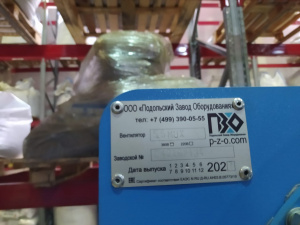 ООО «Подольский Завод Оборудования»
тел. +7 (499) 390-05-55
ПЗО
Вентилятор
p-z-o.com
Заводской №
Дата выпуска 1 2 3 4 5 6 202
7 8 9 10 11 12